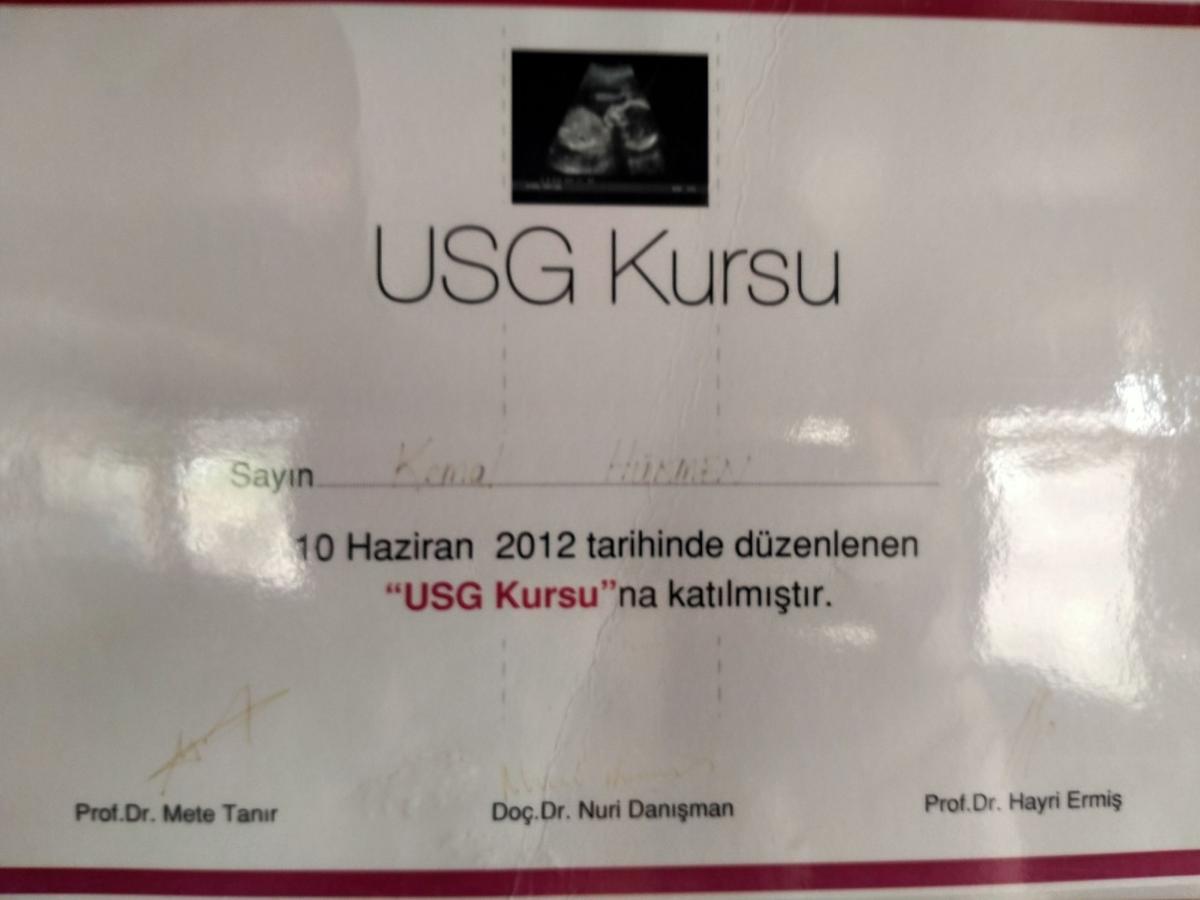 USG Kursu
Sayın Kemal
10 Haziran 2012 tarihinde düzenlenen
“USG Kursu”na katılmıştır.
Prof.Dr. Mete Tanır
Doç.Dr. Nuri Danışman
Prof.Dr. Hayri Ermiş